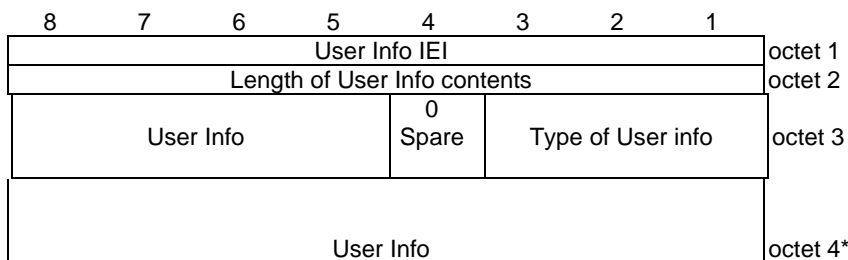 8 7 6 5 4 3 2 1
User Info IEI octet 1
Length of User Info contents octet 2
0
User Info Spare Type of User info octet 3
User Info octet 4*